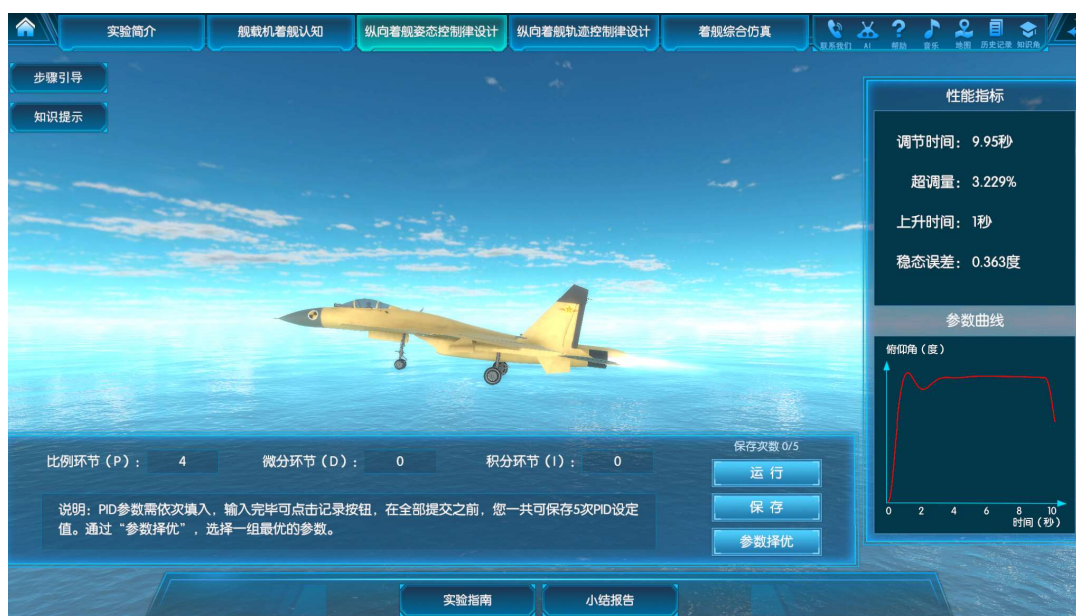 实验简介
舰载机着舰认知
纵向着舰姿态控制律设计
纵向着舰轨迹控制律设计
着舰综合仿真
联系我们
AI
帮助
音乐
地图
历史记录
知识角
步骤引导
知识提示
性能指标
调节时间： 9.95秒
超调量： 3.229%
上升时间： 1秒
稳态误差： 0.363度
参数曲线
俯仰角（度）
0 2 4 6 8 10
时间（秒）
保存次数 0/5
比例环节（P）： 4 微分环节（D）： 0 积分环节（I）： 0
运 行
说明：PID参数需依次填入，输入完毕可点击记录按钮，在全部提交之前，您一共可保存5次PID设定
值。通过“参数择优”，选择一组最优的参数。
保 存
参数择优
实验指南
小结报告